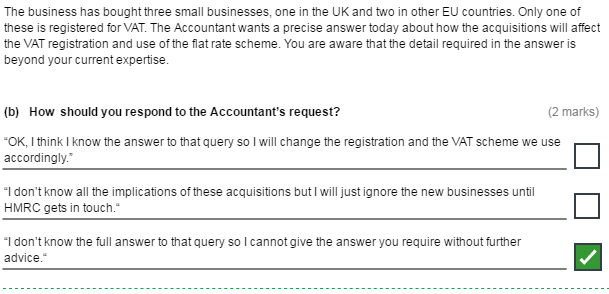 The business has bought three small businesses, one in the UK and two in other EU countries. Only one of
these is registered for VAT. The Accountant wants a precise answer today about how the acquisitions will affect
the VAT registration and use of the flat rate scheme. You are aware that the detail required in the answer is
beyond your current expertise.
(b) How should you respond to the Accountant's request? (2 marks)
“OK, I think I know the answer to that query so I will change the registration and the VAT scheme we use
accordingly.”
“I don’t know all the implications of these acquisitions but I will just ignore the new businesses until
HMRC gets in touch.“
“I don’t know the full answer to that query so I cannot give the answer you require without further
advice.“